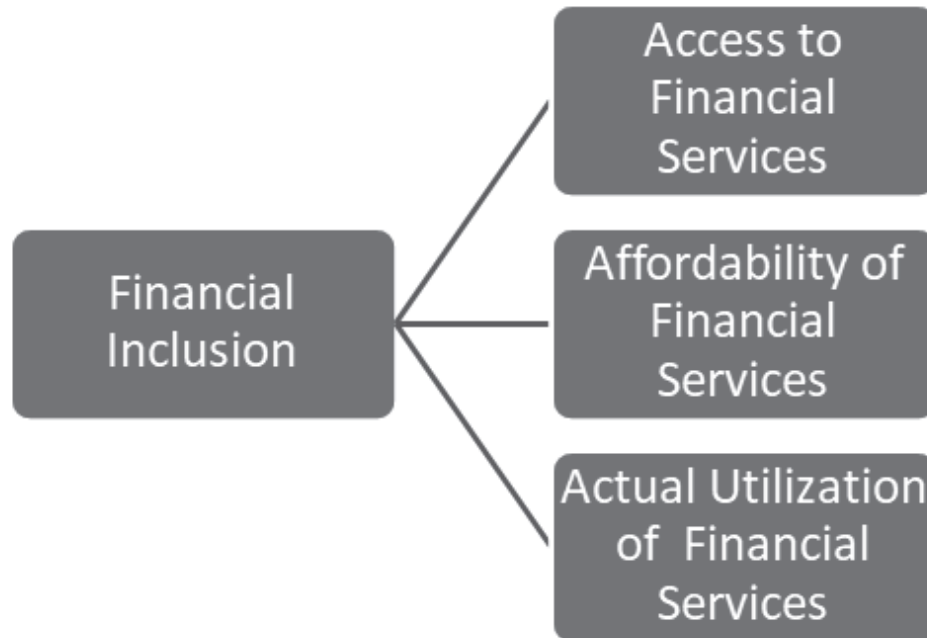 Financial
Inclusion
Access to
Financial
Services
Affordability of
Financial
Services
Actual Utilization
of  Financial
Services